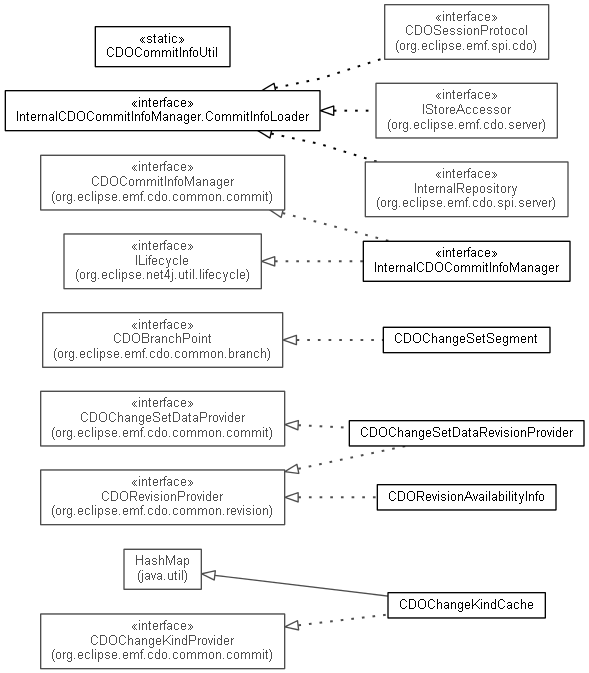 «static»
CDOCommitInfoUtil
«interface»
CDOSessionProtocol
(org.eclipse.emf.spi.cdo)
«interface»
InternalCDOCommitInfoManager.CommitInfoLoader
«interface»
IStoreAccessor
(org.eclipse.emf.cdo.server)
«interface»
CDOCommitInfoManager
(org.eclipse.emf.cdo.common.commit)
«interface»
InternalRepository
(org.eclipse.emf.cdo.spi.server)
«interface»
ILifecycle
(org.eclipse.net4j.util.lifecycle)
«interface»
InternalCDOCommitInfoManager
«interface»
CDOBranchPoint
(org.eclipse.emf.cdo.common.branch)
CDOChangeSetSegment
«interface»
CDOChangeSetDataProvider
(org.eclipse.emf.cdo.common.commit)
CDOChangeSetDataRevisionProvider
«interface»
CDORevisionProvider
(org.eclipse.emf.cdo.common.revision)
CDORevisionAvailabilityInfo
HashMap
(java.util)
CDOChangeKindCache
«interface»
CDOChangeKindProvider
(org.eclipse.emf.cdo.common.commit)